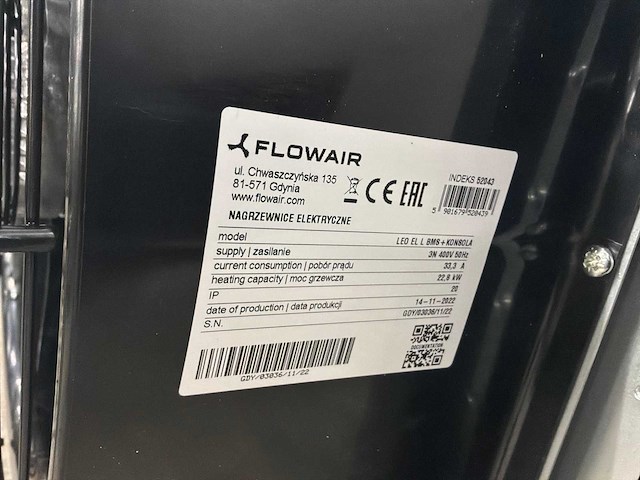 FLOWAIR
ul. Chwaszczyńska 135
81-571 Gdynia
www.flowair.com
CE EAC
INDEKS 52043
5 901679 520439
NAGRZEWNICE ELEKTRYCZNE
model LEO EL L BMS+KONSOLA
supply | zasilanie 3N 400V 50Hz
current consumption | pobór prądu 33,3 A
heating capacity | moc grzewcza 22,8 kW
IP 20
date of production | data produkcji 14-11-2022
S.N. GDY/03036/11/22
DOCUMENTATION
GDY/03036/11/22